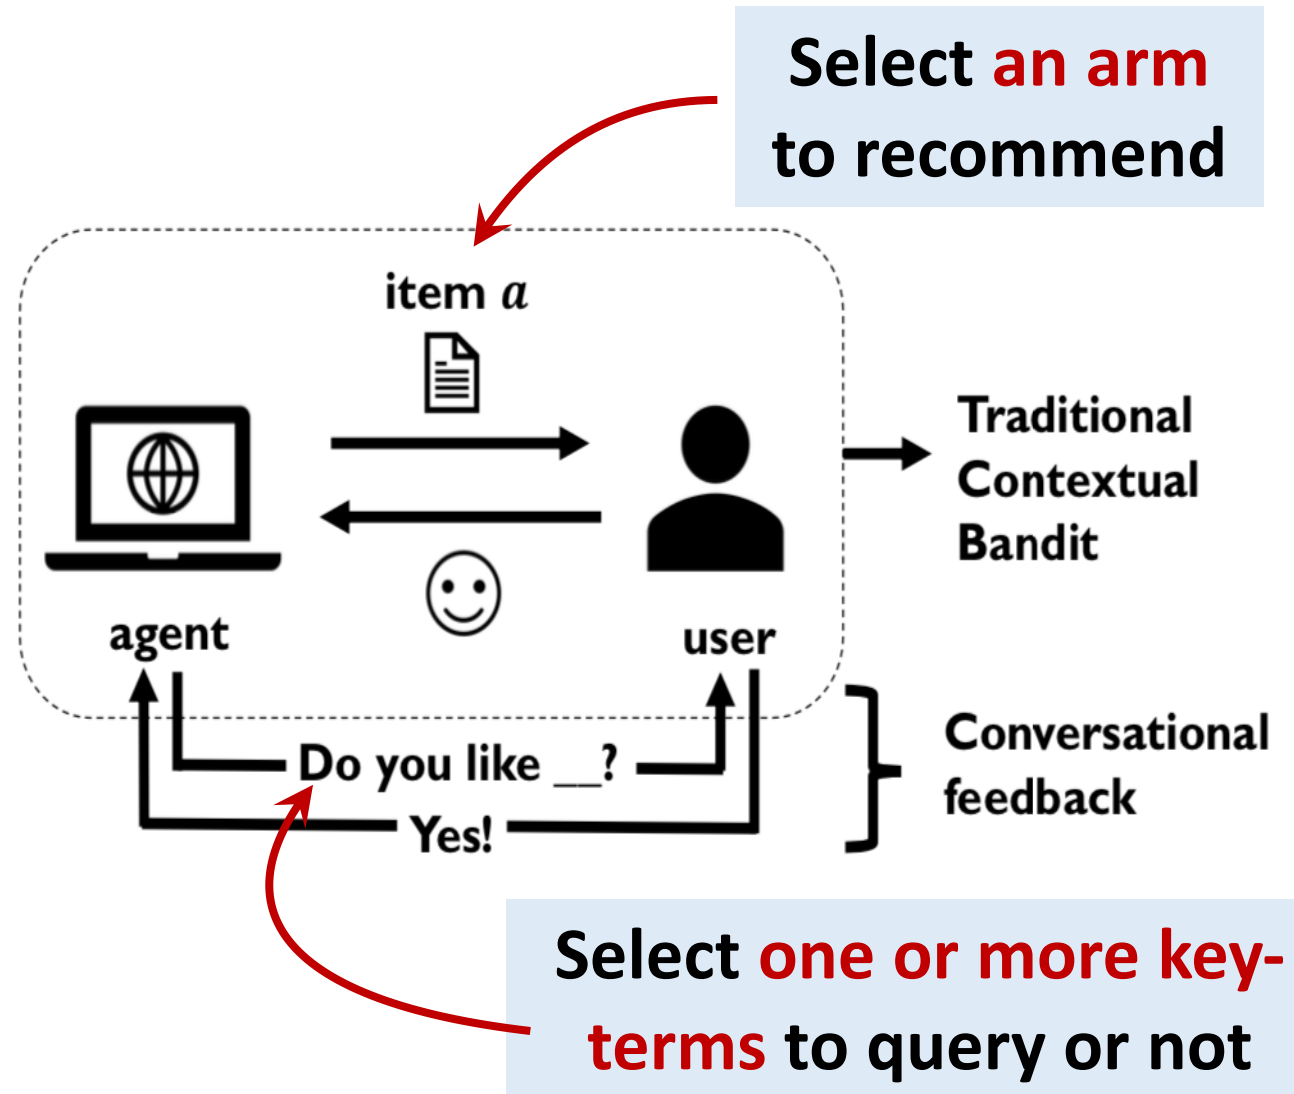 Select an arm
to recommend
item a
Traditional
Contextual
Bandit
agent
user
Do you like __?
Yes!
Conversational
feedback
Select one or more key-
terms to query or not